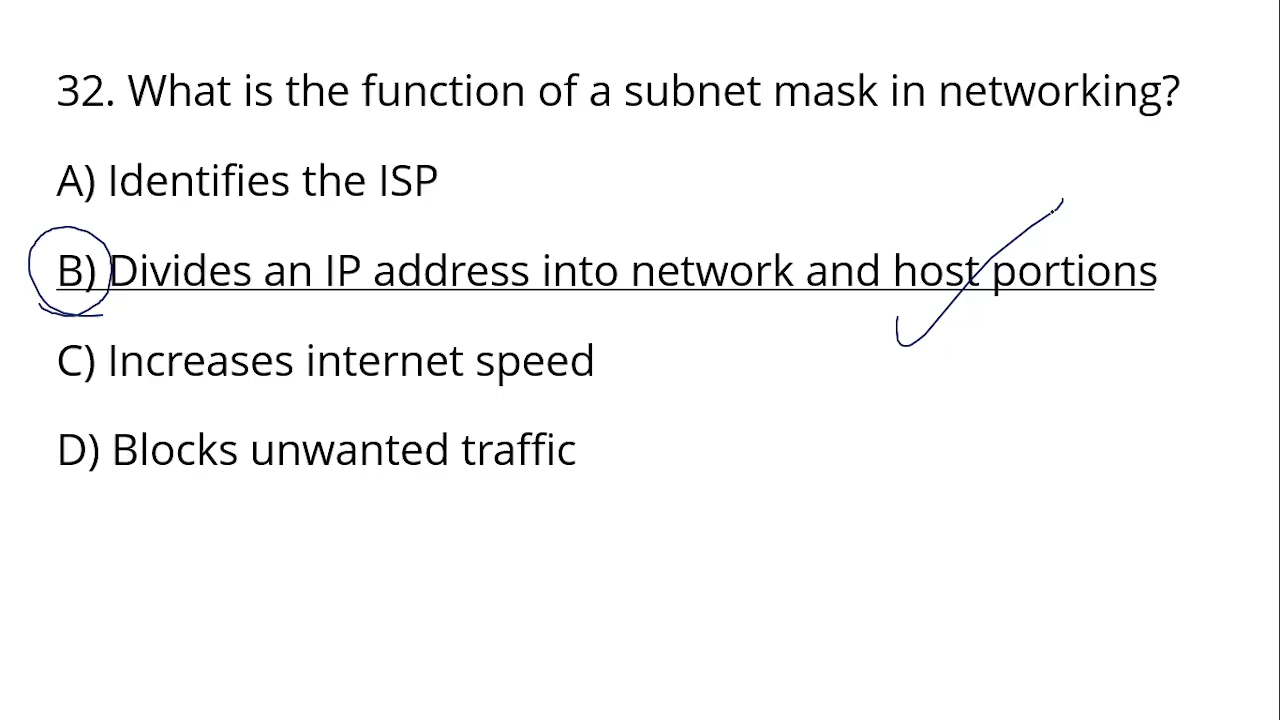 32. What is the function of a subnet mask in networking?
A) Identifies the ISP
B) Divides an IP address into network and host portions
C) Increases internet speed
D) Blocks unwanted traffic